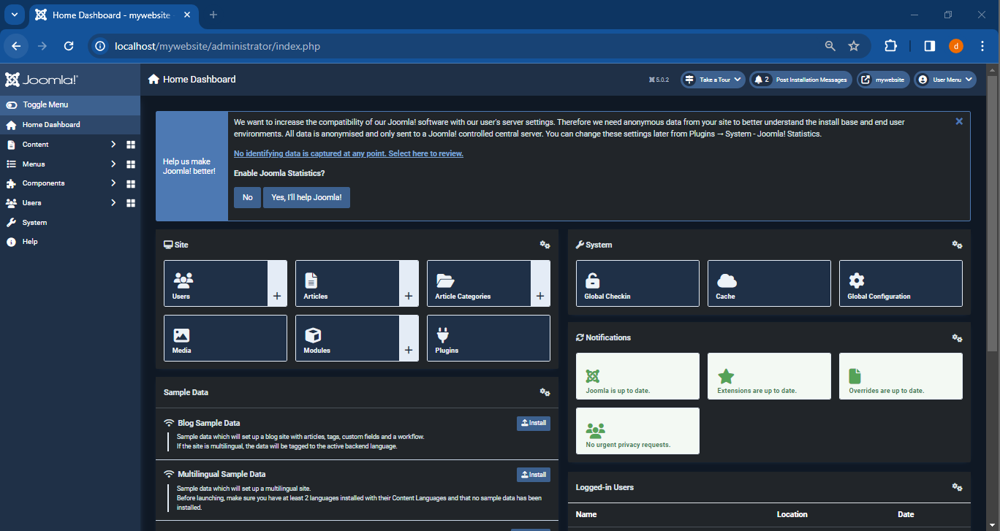 Home Dashboard - mywebsite
localhost/mywebsite/administrator/index.php
d
Joomla!®
Home Dashboard
5.0.2
Take a Tour
2
Post Installation Messages
mywebsite
User Menu
Toggle Menu
Home Dashboard
Content
Menus
Components
Users
System
Help
Help us make
Joomla! better!
We want to increase the compatibility of our Joomla! software with our user's server settings. Therefore we need anonymous data from your site to better understand the install base and end user
environments. All data is anonymised and only sent to a Joomla! controlled central server. You can change these settings later from Plugins → System - Joomla! Statistics.
No identifying data is captured at any point. Select here to review.
Enable Joomla Statistics?
No
Yes, I'll help Joomla!
Site
Users
Articles
Article Categories
Media
Modules
Plugins
Sample Data
Blog Sample Data
Install
Sample data which will set up a blog site with articles, tags, custom fields and a workflow.
If the site is multilingual, the data will be tagged to the active backend language.
Multilingual Sample Data
Install
Sample data which will set up a multilingual site.
Before launching, make sure you have at least 2 languages installed with their Content Languages and that no sample data has been
installed.
System
Global Checkin
Cache
Global Configuration
Notifications
Joomla is up to date.
Extensions are up to date.
Overrides are up to date.
No urgent privacy requests.
Logged-in Users
Name
Location
Date